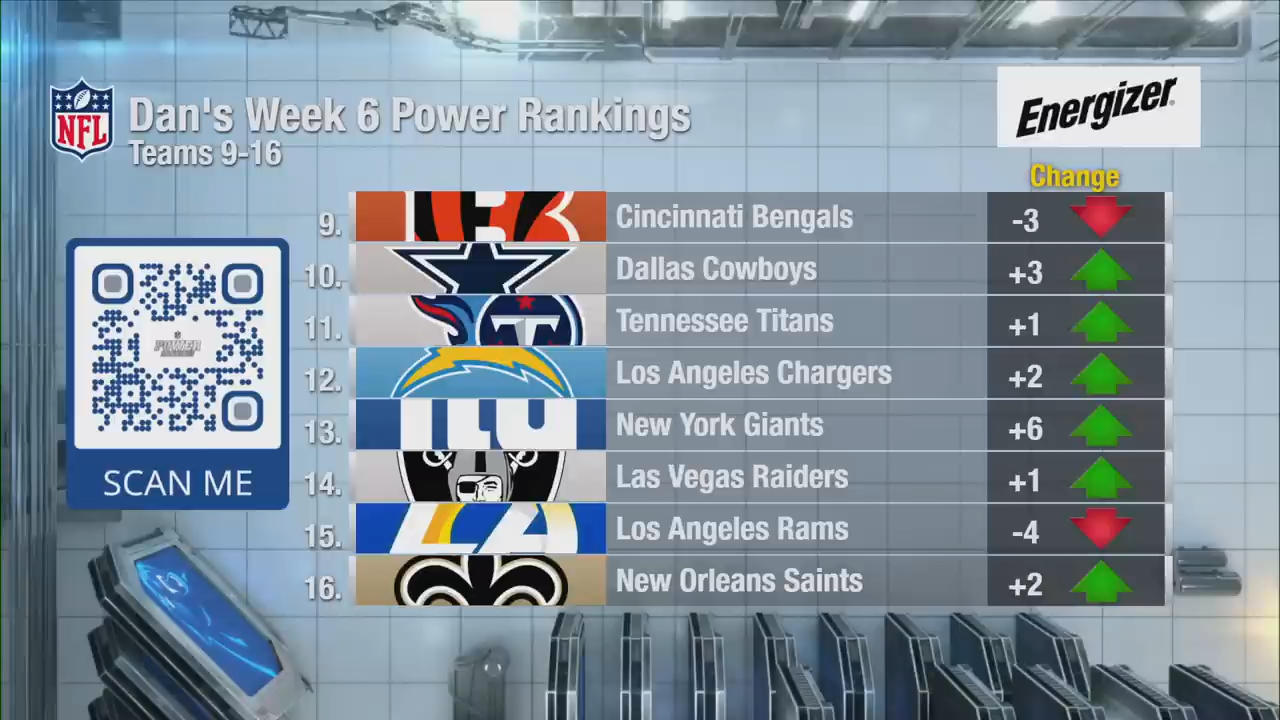 NFL
Dan's Week 6 Power Rankings
Teams 9-16
Energizer
Change
9. Cincinnati Bengals -3
10. Dallas Cowboys +3
11. Tennessee Titans +1
12. Los Angeles Chargers +2
13. New York Giants +6
14. Las Vegas Raiders +1
15. Los Angeles Rams -4
16. New Orleans Saints +2
POWER
SCAN ME